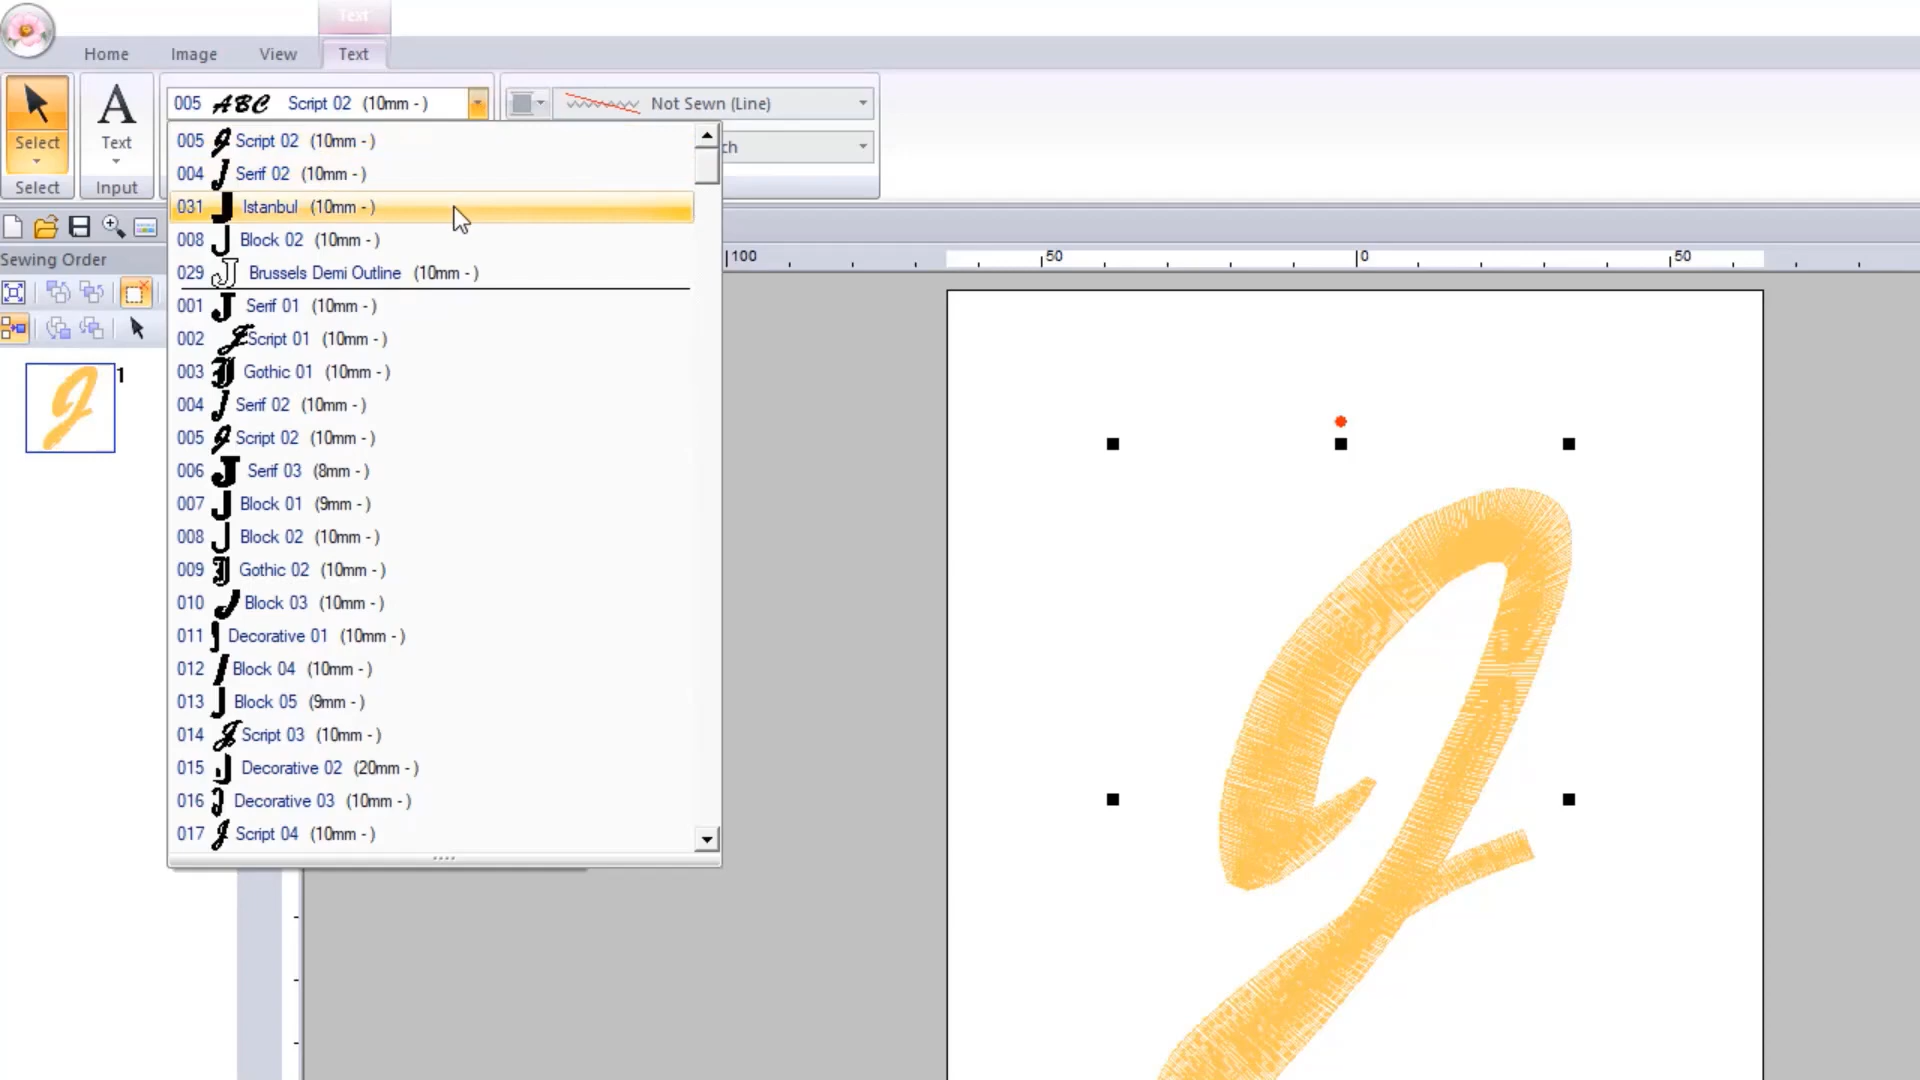 Text
Home Image View Text
005 ABC Script 02 (10mm - )
Not Sewn (Line)
Select
Text
ch
Select
Input
005 J Script 02 (10mm - )
004 J Serif 02 (10mm - )
031 J Istanbul (10mm - )
008 J Block 02 (10mm - )
029 J Brussels Demi Outline (10mm - )
001 J Serif 01 (10mm - )
002 J Script 01 (10mm - )
003 J Gothic 01 (10mm - )
004 J Serif 02 (10mm - )
005 J Script 02 (10mm - )
006 J Serif 03 (8mm - )
007 J Block 01 (9mm - )
008 J Block 02 (10mm - )
009 J Gothic 02 (10mm - )
010 J Block 03 (10mm - )
011 J Decorative 01 (10mm - )
012 J Block 04 (10mm - )
013 J Block 05 (9mm - )
014 J Script 03 (10mm - )
015 J Decorative 02 (20mm - )
016 J Decorative 03 (10mm - )
017 J Script 04 (10mm - )
Sewing Order
J 1
100 50 0 50
J